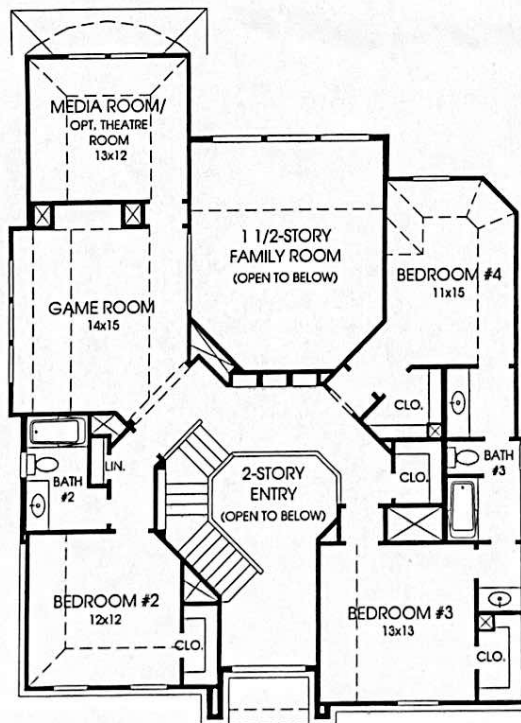 MEDIA ROOM/
OPT. THEATRE
ROOM
13x12
1 1/2-STORY
FAMILY ROOM
(OPEN TO BELOW)
BEDROOM #4
11x15
GAME ROOM
14x15
CLO.
LIN.
BATH
#2
2-STORY
ENTRY
(OPEN TO BELOW)
CLO.
BATH
#3
BEDROOM #2
12x12
CLO.
BEDROOM #3
13x13
CLO.